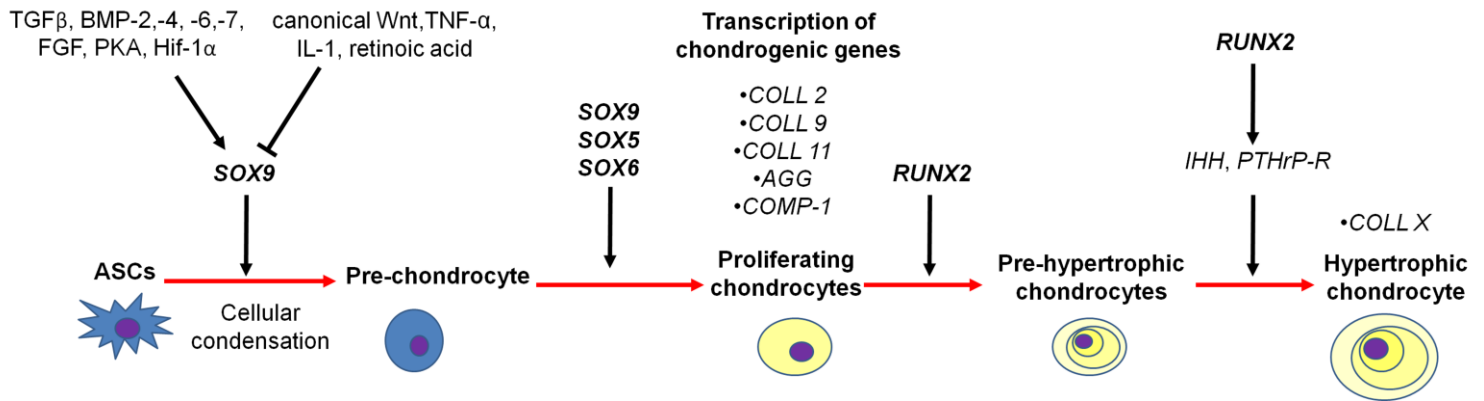 TGFβ, BMP-2,-4, -6,-7,
FGF, PKA, Hif-1α
canonical Wnt,TNF-α,
IL-1, retinoic acid
SOX9
ASCs
Cellular
condensation
Pre-chondrocyte
SOX9
SOX5
SOX6
Transcription of
chondrogenic genes
•COLL 2
•COLL 9
•COLL 11
•AGG
•COMP-1
Proliferating
chondrocytes
RUNX2
Pre-hypertrophic
chondrocytes
RUNX2
IHH, PTHrP-R
•COLL X
Hypertrophic
chondrocyte